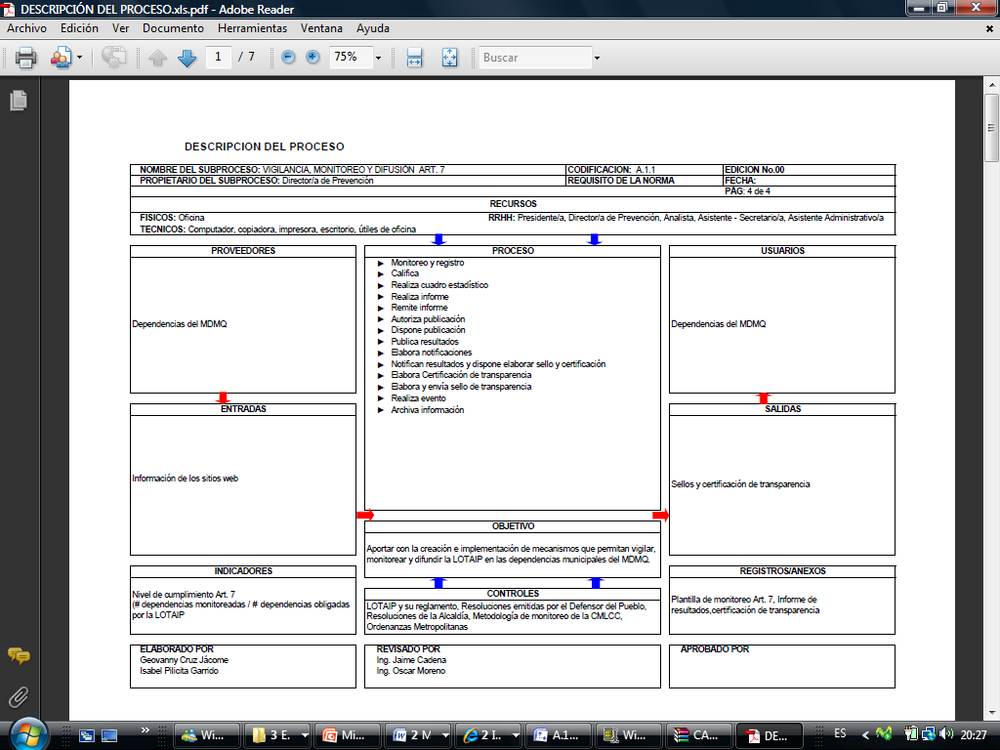 DESCRIPCIÓN DEL PROCESO.xls.pdf - Adobe Reader
Archivo Edición Ver Documento Herramientas Ventana Ayuda
1 / 7 75% Buscar
DESCRIPCION DEL PROCESO
NOMBRE DEL SUBPROCESO: VIGILANCIA, MONITOREO Y DIFUSIÓN ART. 7 CODIFICACION: A.1.1 EDICION No.00
PROPIETARIO DEL SUBPROCESO: Director/a de Prevención REQUISITO DE LA NORMA FECHA:
PÁG: 4 de 4
RECURSOS
FISICOS: Oficina RRHH: Presidente/a, Director/a de Prevención, Analista, Asistente - Secretario/a, Asistente Administrativo/a
TECNICOS: Computador, copiadora, impresora, escritorio, útiles de oficina
PROVEEDORES
Dependencias del MDMQ
ENTRADAS
Información de los sitios web
INDICADORES
Nivel de cumplimiento Art. 7
(# dependencias monitoreadas / # dependencias obligadas
por la LOTAIP
PROCESO
► Monitoreo y registro
► Califica
► Realiza cuadro estadístico
► Realiza informe
► Remite informe
► Autoriza publicación
► Dispone publicación
► Publica resultados
► Elabora notificaciones
► Notifican resultados y dispone elaborar sello y certificación
► Elabora Certificación de transparencia
► Elabora y envía sello de transparencia
► Realiza evento
► Archiva información
OBJETIVO
Aportar con la creación e implementación de mecanismos que permitan vigilar,
monitorear y difundir la LOTAIP en las dependencias municipales del MDMQ.
CONTROLES
LOTAIP y su reglamento, Resoluciones emitidas por el Defensor del Pueblo,
Resoluciones de la Alcaldía, Metodología de monitoreo de la CMLCC,
Ordenanzas Metropolitanas
USUARIOS
Dependencias del MDMQ
SALIDAS
Sellos y certificación de transparencia
REGISTROS/ANEXOS
Plantilla de monitoreo Art. 7, Informe de
resultados,certificación de transparencia
ELABORADO POR
Geovanny Cruz Jácome
Isabel Pilicita Garrido
REVISADO POR
Ing. Jaime Cadena
Ing. Oscar Moreno
APROBADO POR
» Wi... 3 E. Mi... 2 M 2 I. A.1... Wi... CA... DE... ES 20:27